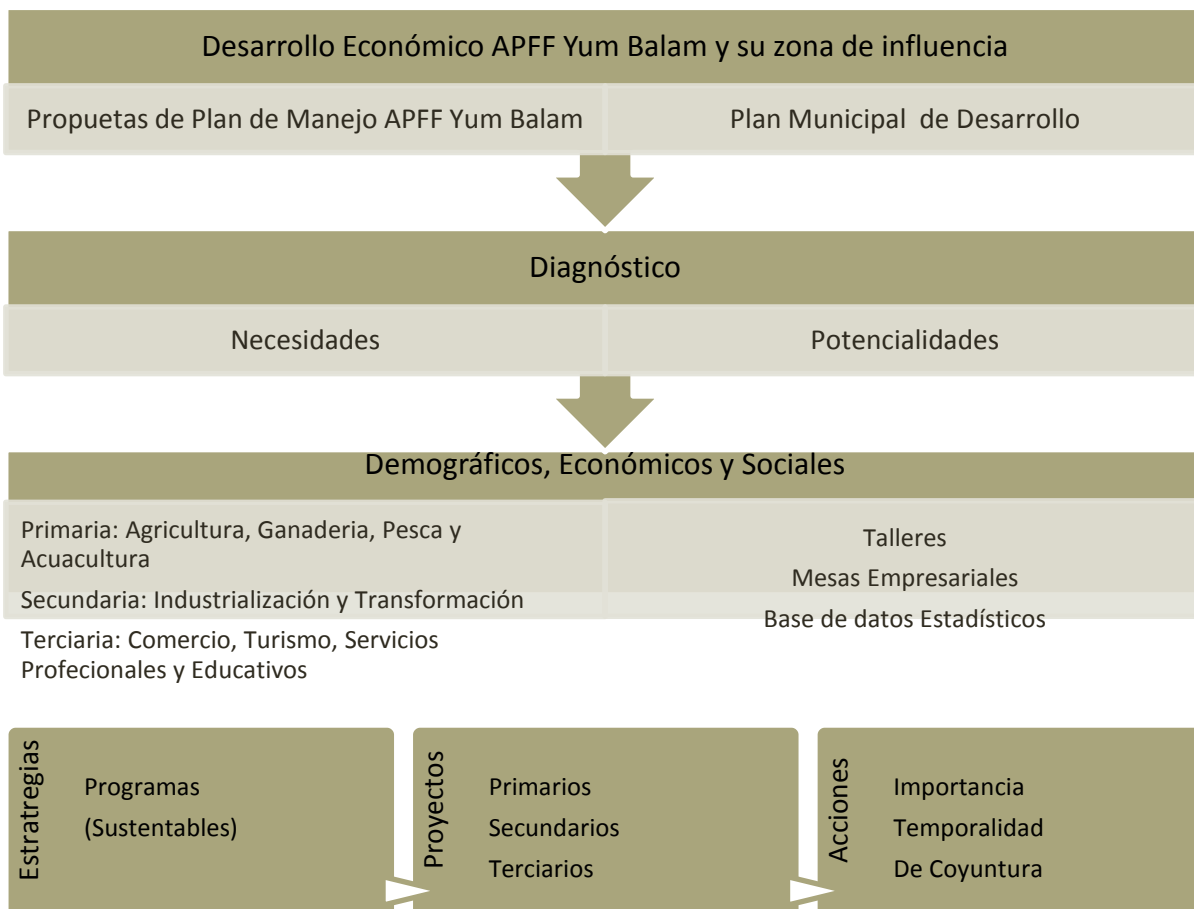 Desarrollo Económico APFF Yum Balam y su zona de influencia
Propuetas de Plan de Manejo APFF Yum Balam
Plan Municipal de Desarrollo
Diagnóstico
Necesidades
Potencialidades
Demográficos, Económicos y Sociales
Primaria: Agricultura, Ganaderia, Pesca y
Acuacultura
Secundaria: Industrialización y Transformación
Terciaria: Comercio, Turismo, Servicios
Profecionales y Educativos
Talleres
Mesas Empresariales
Base de datos Estadísticos
Estratregias
Programas
(Sustentables)
Proyectos
Primarios
Secundarios
Terciarios
Acciones
Importancia
Temporalidad
De Coyuntura